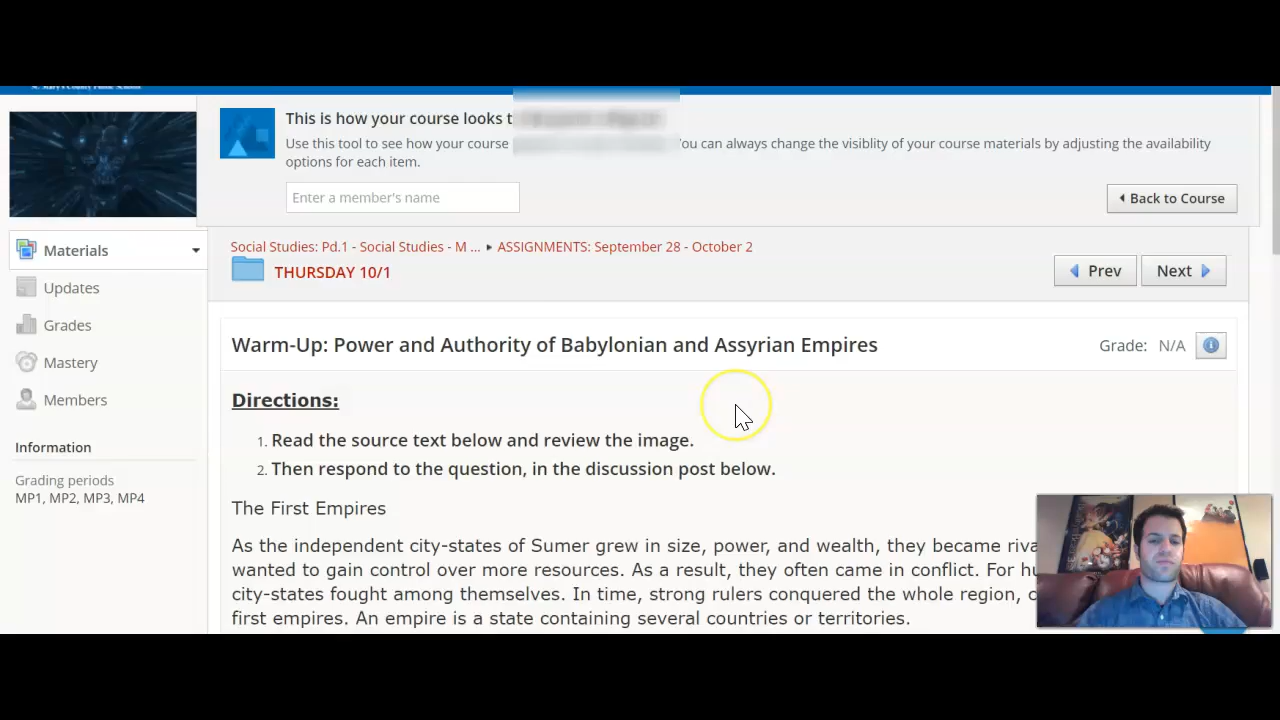 This is how your course looks t
Use this tool to see how your course You can always change the visiblity of your course materials by adjusting the availability
options for each item.
Enter a member's name
Back to Course
Materials
Updates
Grades
Mastery
Members
Information
Grading periods
MP1, MP2, MP3, MP4
Social Studies: Pd.1 - Social Studies - M ... ASSIGNMENTS: September 28 - October 2
THURSDAY 10/1
Prev Next
Warm-Up: Power and Authority of Babylonian and Assyrian Empires
Grade: N/A
Directions:
1. Read the source text below and review the image.
2. Then respond to the question, in the discussion post below.
The First Empires
As the independent city-states of Sumer grew in size, power, and wealth, they became riva
wanted to gain control over more resources. As a result, they often came in conflict. For hu
city-states fought among themselves. In time, strong rulers conquered the whole region, c
first empires. An empire is a state containing several countries or territories.